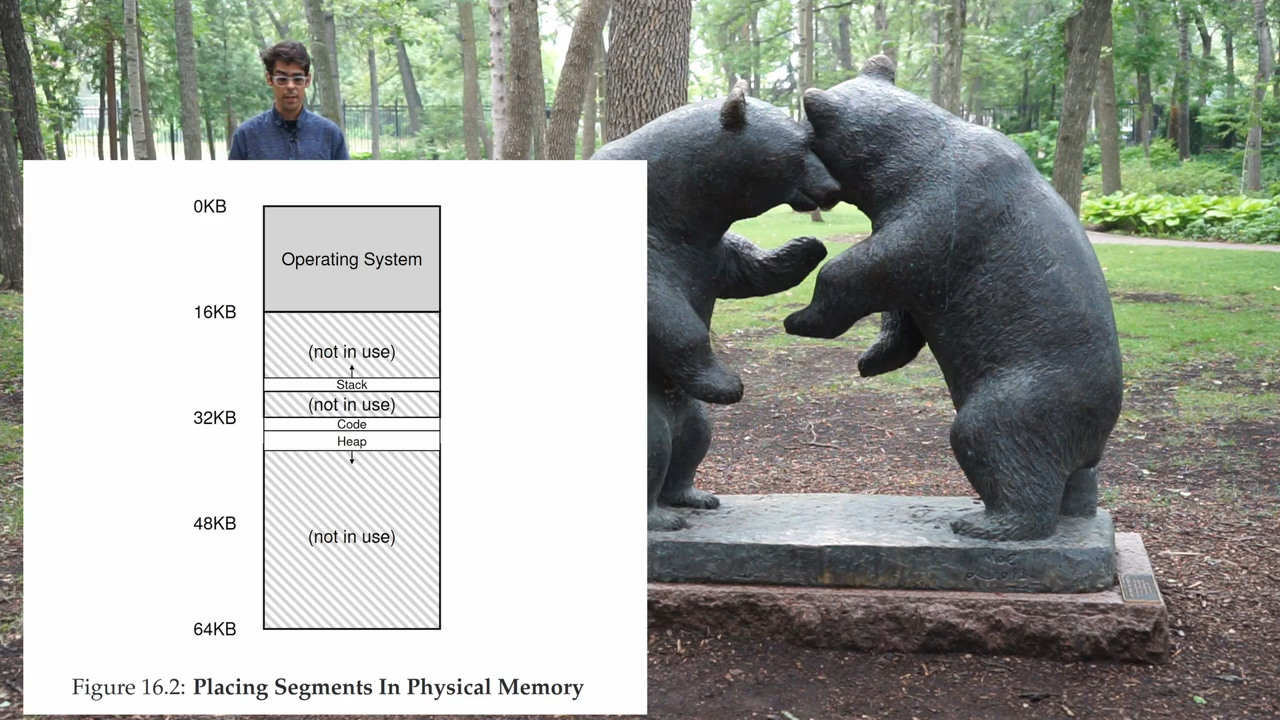 0KB
Operating System
16KB
(not in use)
Stack
(not in use)
32KB
Code
Heap
48KB
(not in use)
64KB
Figure 16.2: Placing Segments In Physical Memory